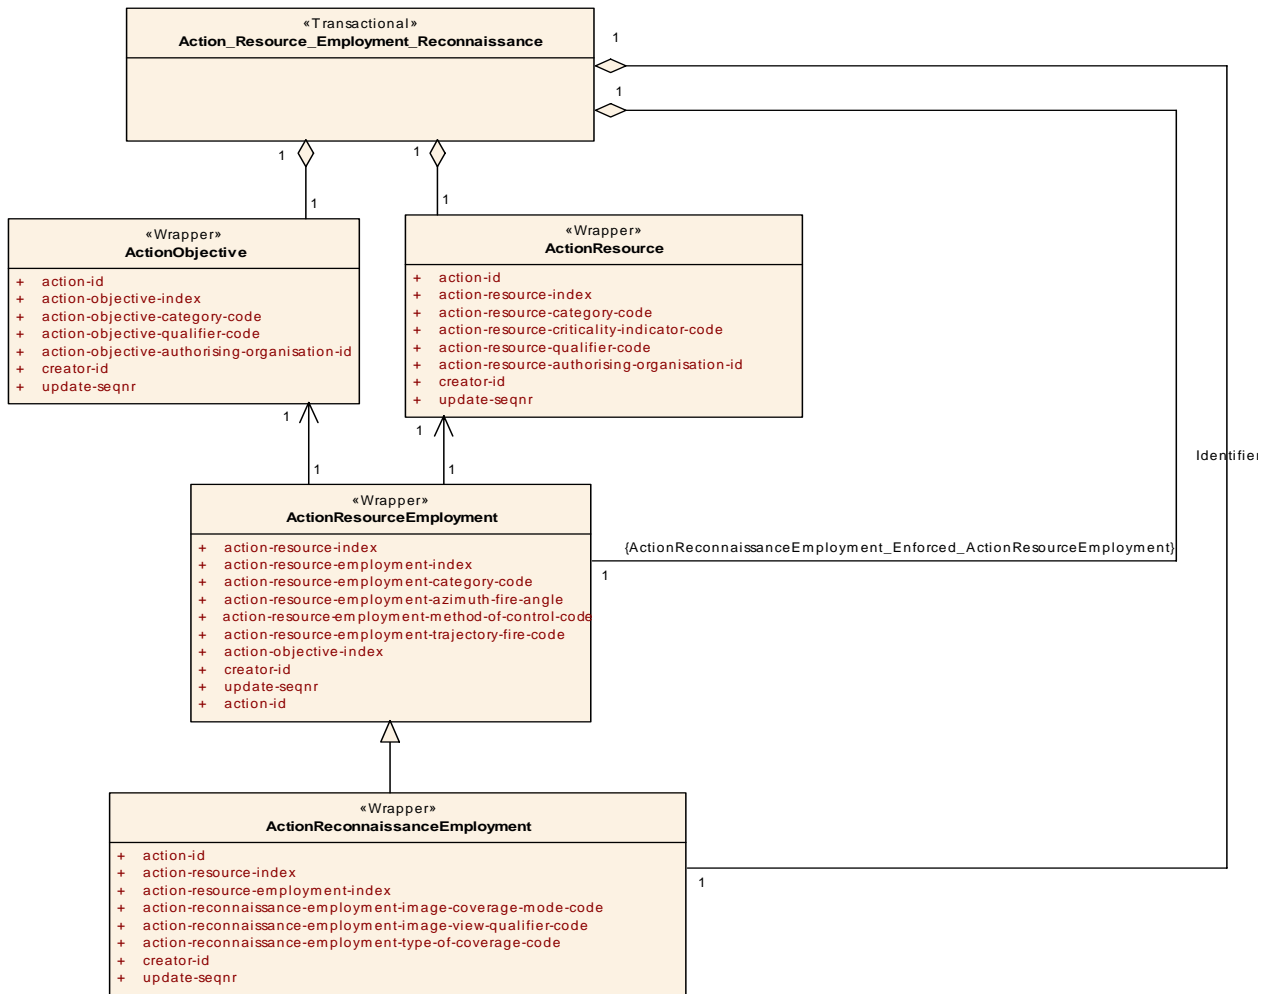 «Transactional»
Action_Resource_Employment_Reconnaissance
1
1
1
1
1
1
«Wrapper»
ActionObjective
+ action-id
+ action-objective-index
+ action-objective-category-code
+ action-objective-qualifier-code
+ action-objective-authorising-organisation-id
+ creator-id
+ update-seqnr
«Wrapper»
ActionResource
+ action-id
+ action-resource-index
+ action-resource-category-code
+ action-resource-criticality-indicator-code
+ action-resource-qualifier-code
+ action-resource-authorising-organisation-id
+ creator-id
+ update-seqnr
1
1
1
1
Identifier
«Wrapper»
ActionResourceEmployment
+ action-resource-index
+ action-resource-employment-index
+ action-resource-employment-category-code
+ action-resource-employment-azimuth-fire-angle
+ action-resource-employment-method-of-control-code
+ action-resource-employment-trajectory-fire-code
+ action-objective-index
+ creator-id
+ update-seqnr
+ action-id
{ActionReconnaissanceEmployment_Enforced_ActionResourceEmployment}
1
«Wrapper»
ActionReconnaissanceEmployment
+ action-id
+ action-resource-index
+ action-resource-employment-index
+ action-reconnaissance-employment-image-coverage-mode-code
+ action-reconnaissance-employment-image-view-qualifier-code
+ action-reconnaissance-employment-type-of-coverage-code
+ creator-id
+ update-seqnr
1